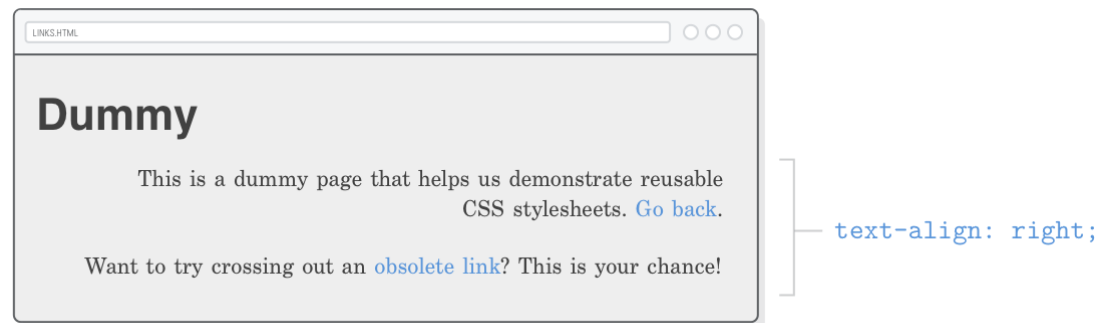 LINKS.HTML
Dummy
This is a dummy page that helps us demonstrate reusable
CSS stylesheets. Go back.
text-align: right;
Want to try crossing out an obsolete link? This is your chance!